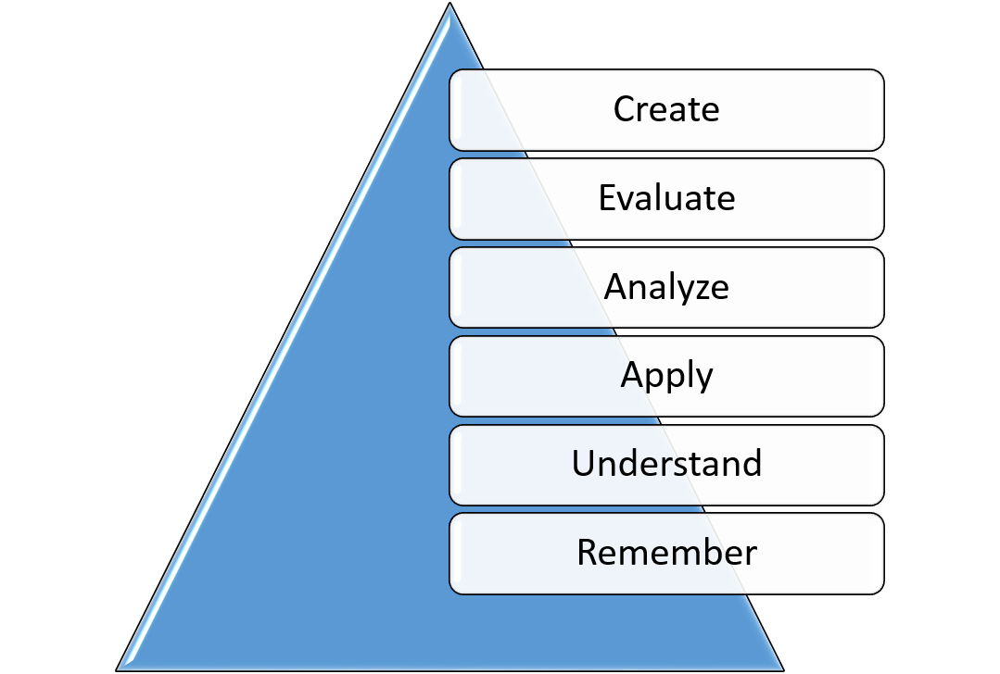 Create
Evaluate
Analyze
Apply
Understand
Remember